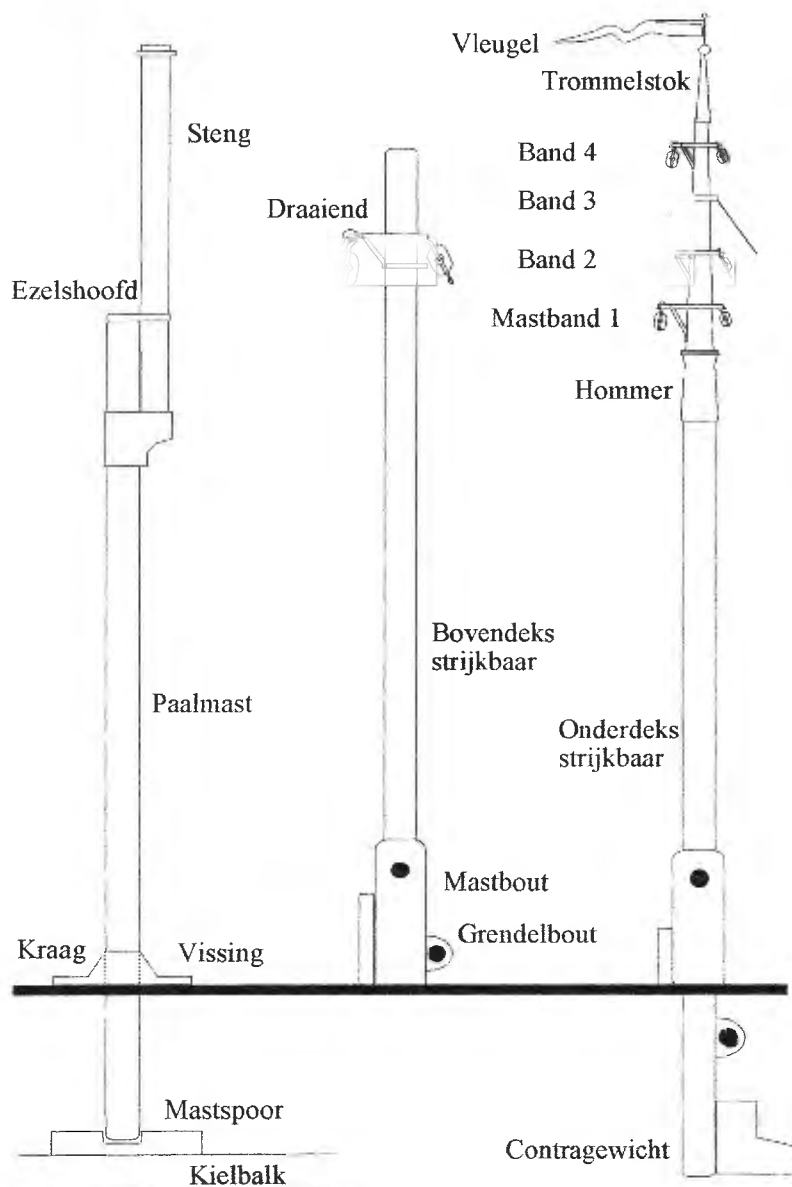 Vleugel
Trommelstok
Steng
Band 4
Draaiend
Band 3
Band 2
Ezelshoofd
Mastband 1
Hommer
Bovendeks
strijkbaar
Paalmast
Onderdeks
strijkbaar
Mastbout
Grendelbout
Kraag
Vissing
Mastspoor
Contragewicht
Kielbalk